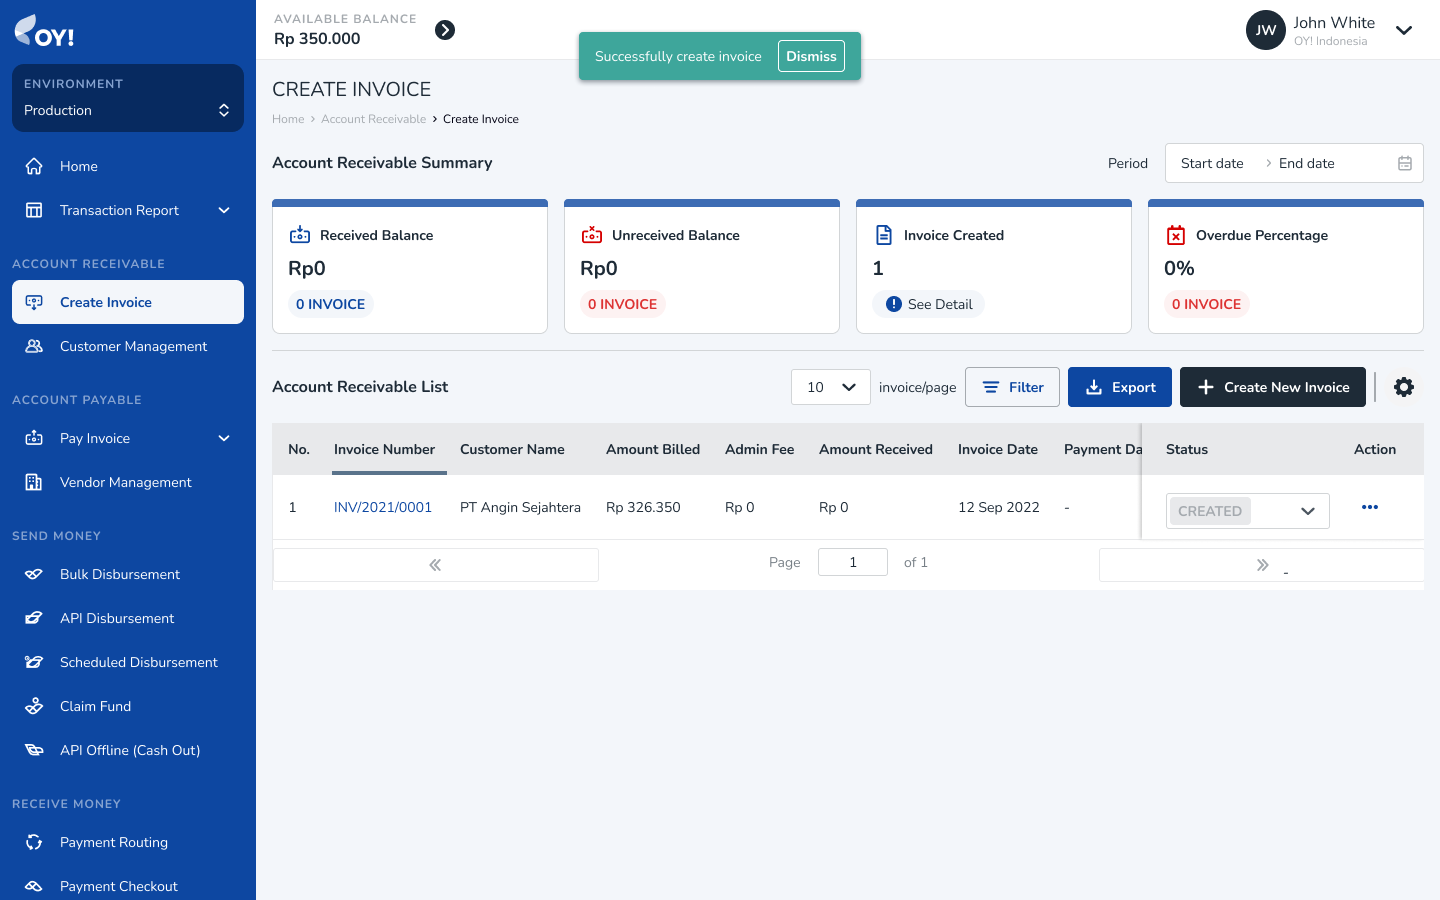 OY!
ENVIRONMENT
Production
Home
Transaction Report
ACCOUNT RECEIVABLE
Create Invoice
Customer Management
ACCOUNT PAYABLE
Pay Invoice
Vendor Management
SEND MONEY
Bulk Disbursement
API Disbursement
Scheduled Disbursement
Claim Fund
API Offline (Cash Out)
RECEIVE MONEY
Payment Routing
Payment Checkout
AVAILABLE BALANCE
Rp 350.000
Successfully create invoice Dismiss
JW John White
OY! Indonesia
CREATE INVOICE
Home > Account Receivable > Create Invoice
Account Receivable Summary
Period Start date > End date
Received Balance
Rp0
0 INVOICE
Unreceived Balance
Rp0
0 INVOICE
Invoice Created
1
See Detail
Overdue Percentage
0%
0 INVOICE
Account Receivable List
10 invoice/page Filter Export Create New Invoice
No. Invoice Number Customer Name Amount Billed Admin Fee Amount Received Invoice Date Payment Da Status Action
1 INV/2021/0001 PT Angin Sejahtera Rp 326.350 Rp 0 Rp 0 12 Sep 2022 - CREATED
Page 1 of 1
-